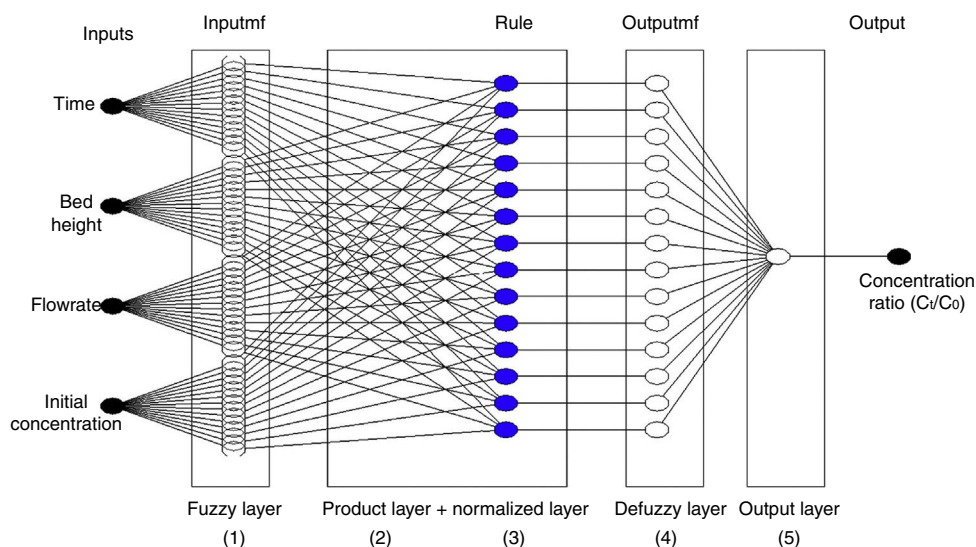 Inputs
Inputmf
Rule
Outputmf
Output
Time
Bed
height
Flowrate
Initial
concentration
Concentration
ratio (Ct/C0)
Fuzzy layer
(1)
Product layer + normalized layer
(2)
(3)
Defuzzy layer
(4)
Output layer
(5)